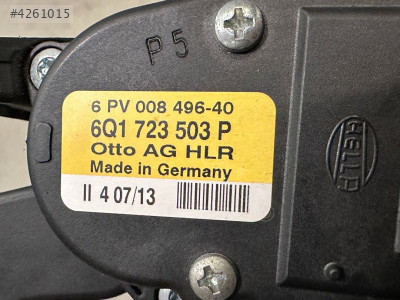 #4261015
P 5
6 PV 008 496-40
6Q1 723 503 P
Otto AG HLR
Made in Germany
II 4 07/13
HELLA